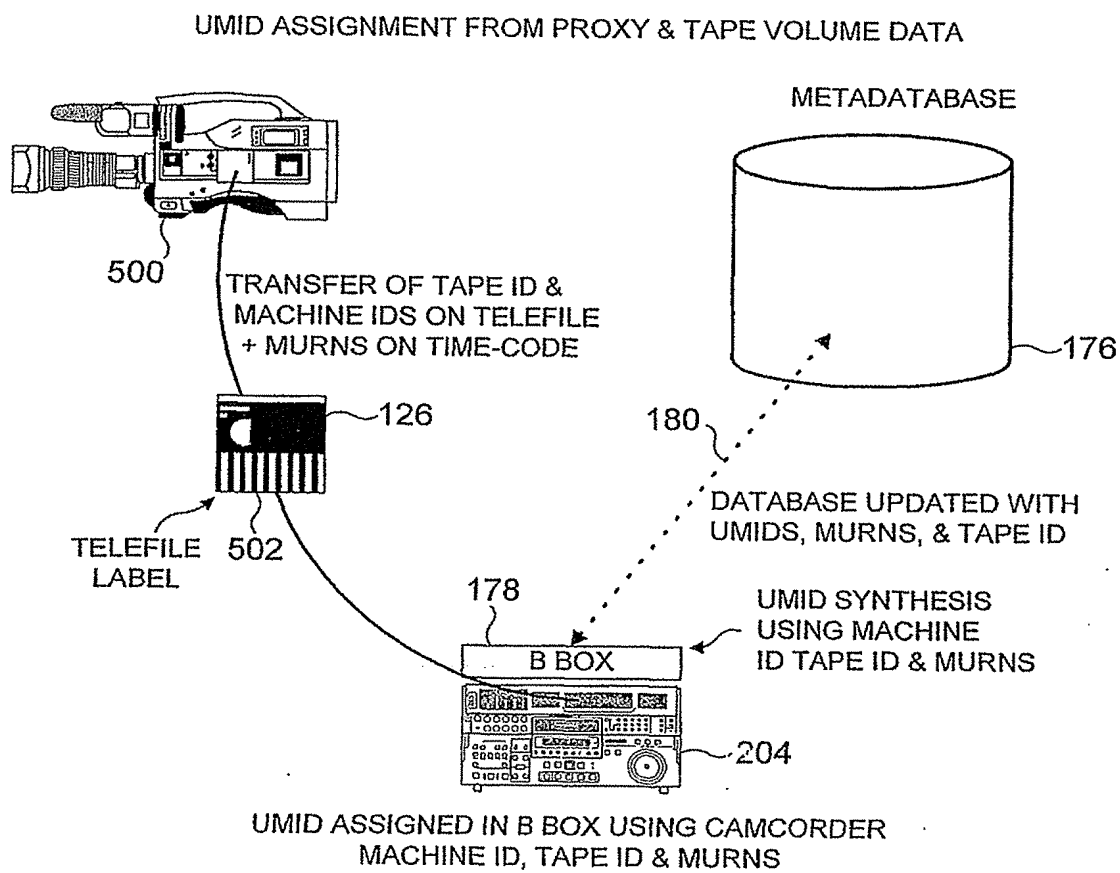 UMID ASSIGNMENT FROM PROXY & TAPE VOLUME DATA
METADATABASE
500
TRANSFER OF TAPE ID &
MACHINE IDS ON TELEFILE
+ MURNS ON TIME-CODE
176
126
180
DATABASE UPDATED WITH
UMIDS, MURNS, & TAPE ID
TELEFILE
LABEL
502
178
UMID SYNTHESIS
USING MACHINE
ID TAPE ID & MURNS
B BOX
204
UMID ASSIGNED IN B BOX USING CAMCORDER
MACHINE ID, TAPE ID & MURNS